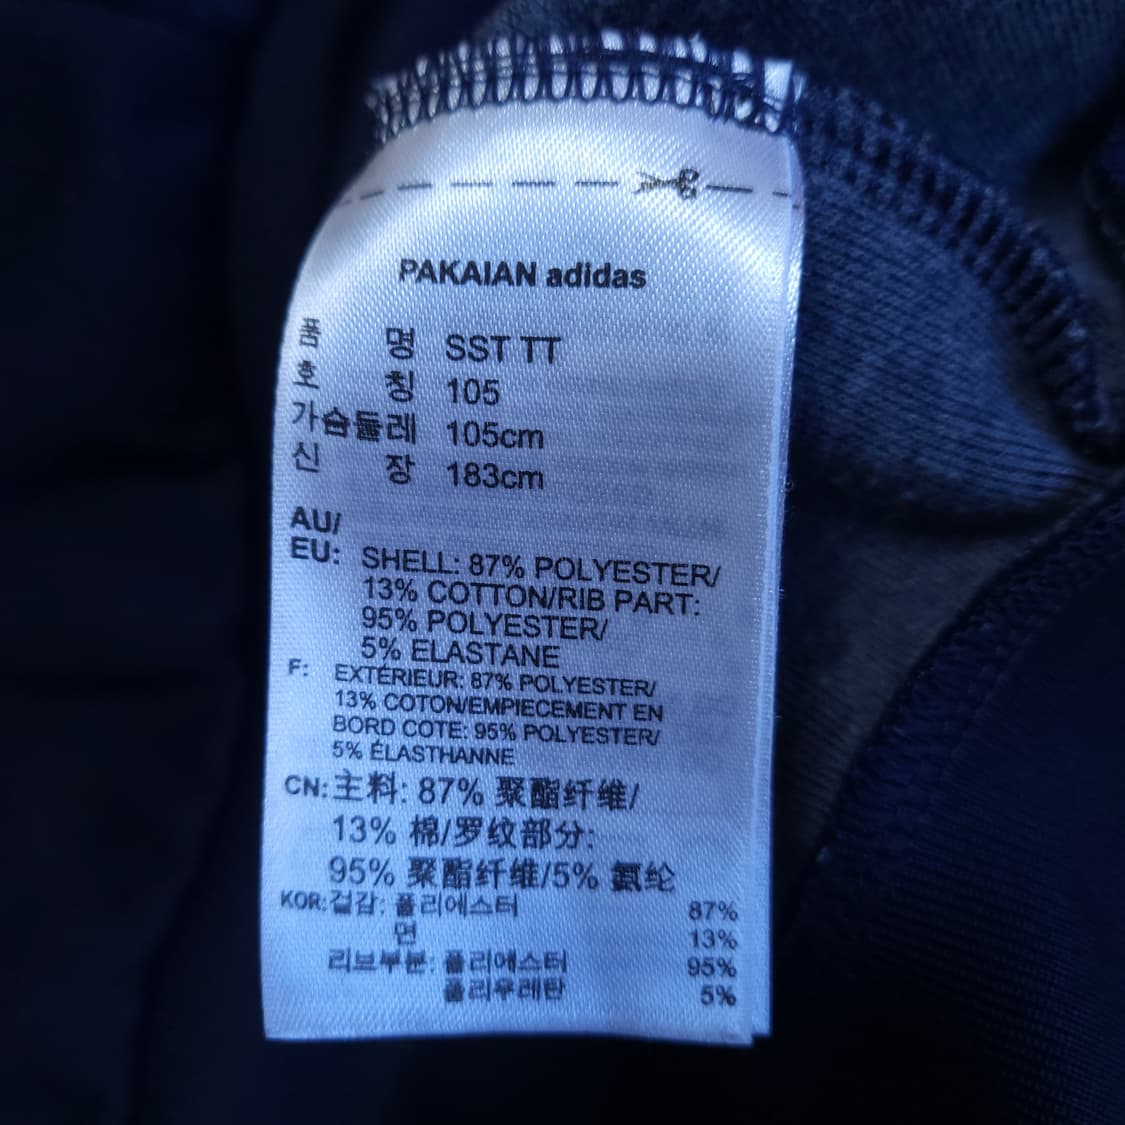 PAKAIAN adidas
품 명 SST TT
호 칭 105
가슴둘레 105cm
신 장 183cm
AU/
EU: SHELL: 87% POLYESTER/
13% COTTON/RIB PART:
95% POLYESTER/
5% ELASTANE
F: EXTÉRIEUR: 87% POLYESTER/
13% COTON/EMPIECEMENT EN
BORD COTE: 95% POLYESTER/
5% ÉLASTHANNE
CN: 主料: 87% 聚酯纤维/
13% 棉/罗纹部分:
95% 聚酯纤维/5% 氨纶
KOR: 겉감: 폴리에스터 87%
면 13%
리브부분: 폴리에스터 95%
폴리우레탄 5%